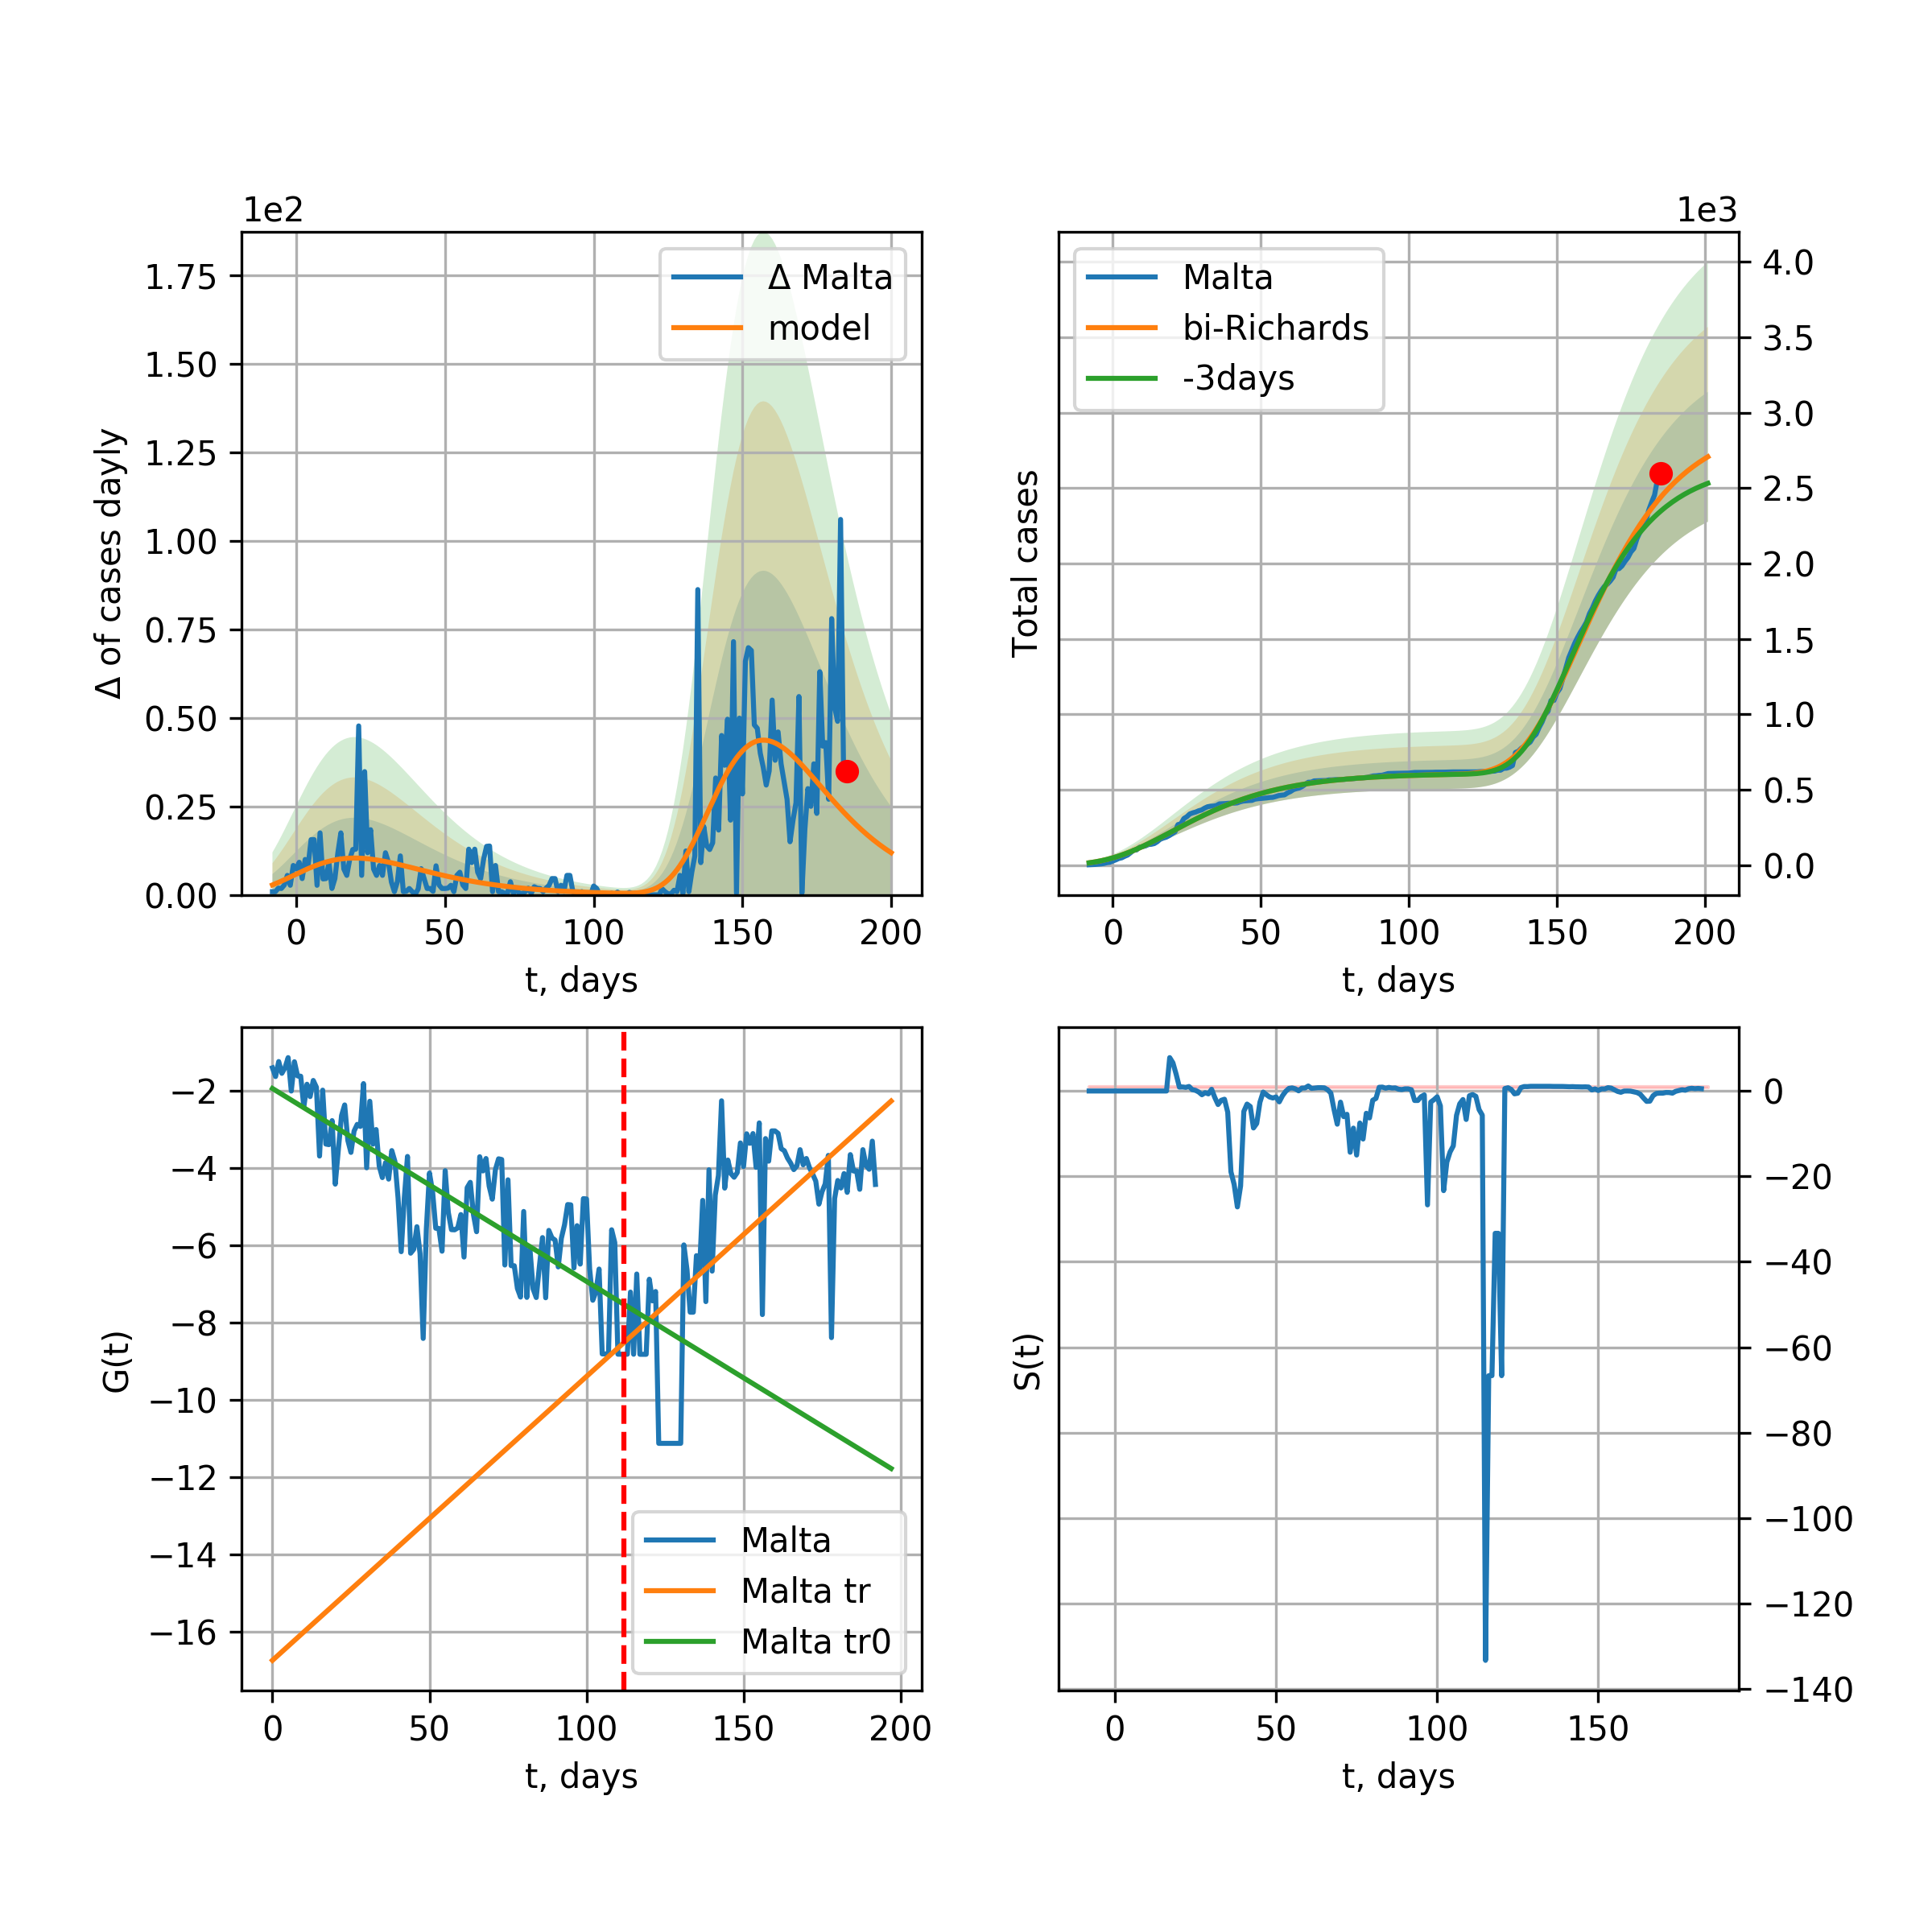 1e2
1.75
1.50
1.25
1.00
0.75
0.50
0.25
0.00
Δ of cases dayly
0
50
100
150
200
t, days
Δ Malta
model
1e3
4.0
3.5
3.0
2.5
2.0
1.5
1.0
0.5
0.0
Total cases
0
50
100
150
200
t, days
Malta
bi-Richards
-3days
−2
−4
−6
−8
−10
−12
−14
−16
G(t)
0
50
100
150
200
t, days
Malta
Malta tr
Malta tr0
0
−20
−40
−60
−80
−100
−120
−140
S(t)
0
50
100
150
t, days